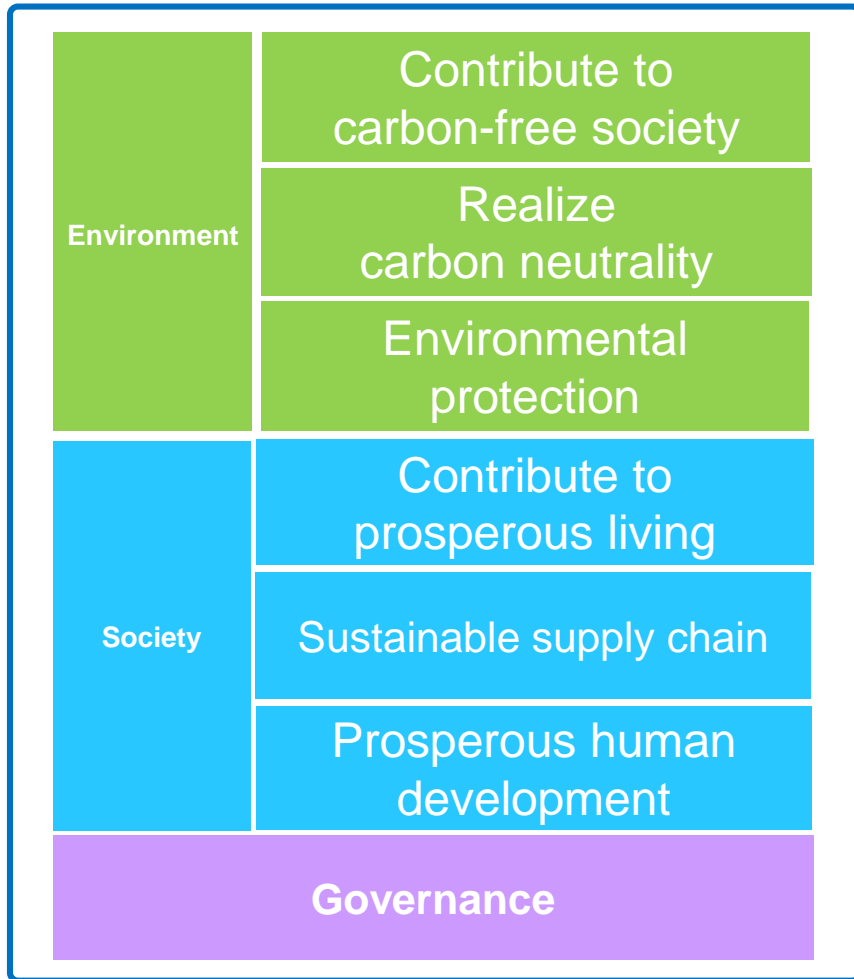 Environment
Contribute to
carbon-free society
Realize
carbon neutrality
Environmental
protection
Society
Contribute to
prosperous living
Sustainable supply chain
Prosperous human
development
Governance